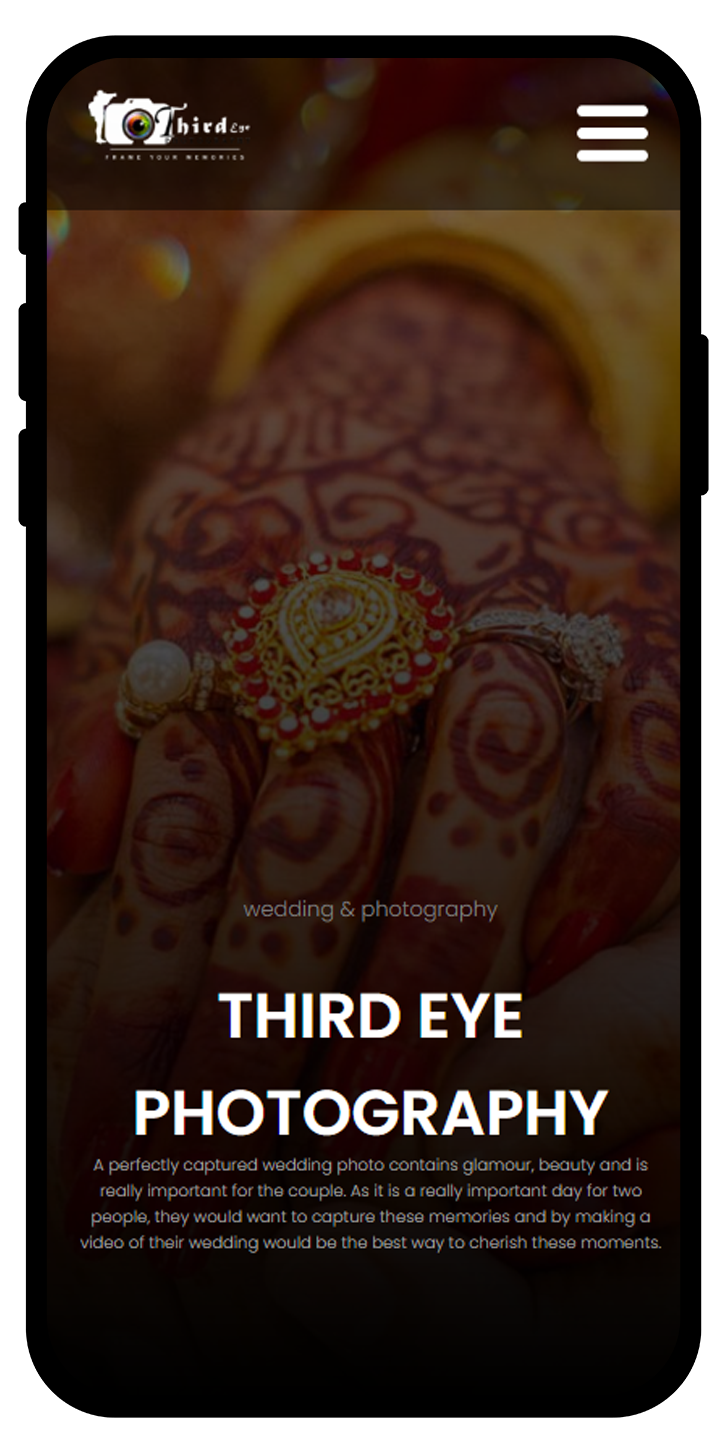 Third Eye
FRAME YOUR MEMORIES
wedding & photography
THIRD EYE
PHOTOGRAPHY
A perfectly captured wedding photo contains glamour, beauty and is
really important for the couple. As it is a really important day for two
people, they would want to capture these memories and by making a
video of their wedding would be the best way to cherish these moments.